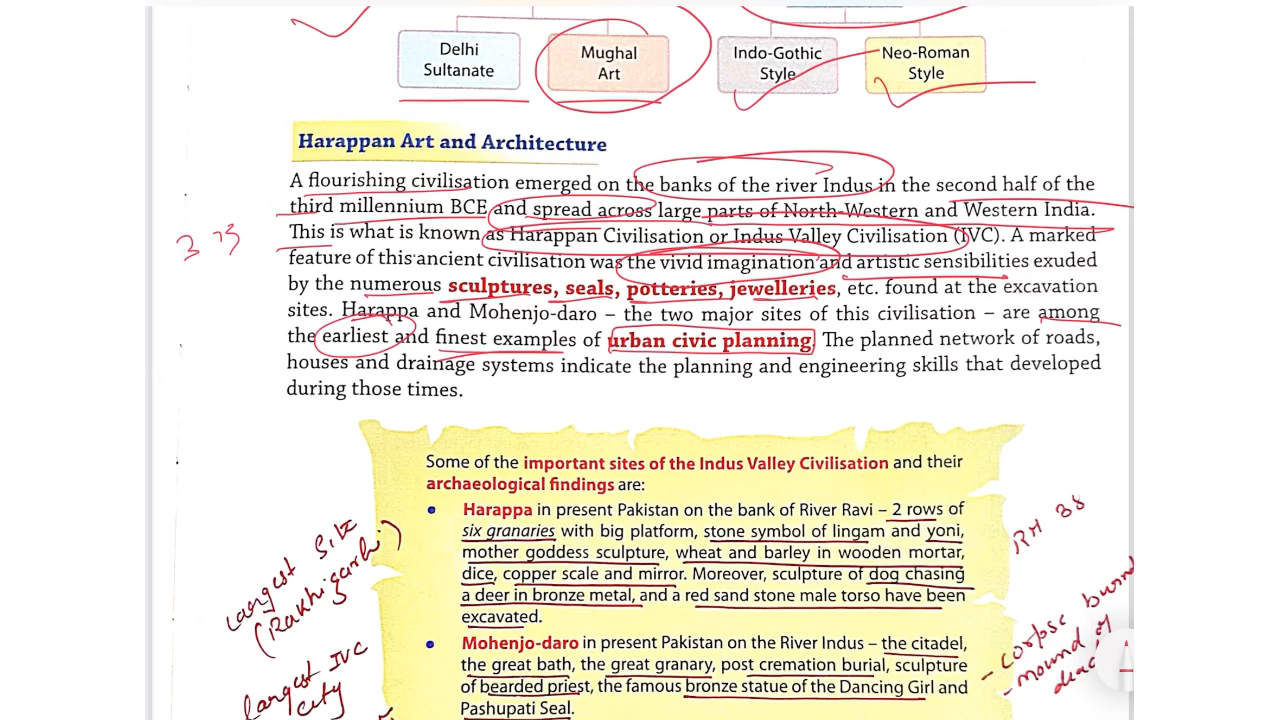 Delhi
Sultanate
Mughal
Art
Indo-Gothic
Style
Neo-Roman
Style
Harappan Art and Architecture
A flourishing civilisation emerged on the banks of the river Indus in the second half of the
third millennium BCE and spread across large parts of North-Western and Western India.
This is what is known as Harappan Civilisation or Indus Valley Civilisation (IVC). A marked
feature of this ancient civilisation was the vivid imagination and artistic sensibilities exuded
by the numerous sculptures, seals, potteries, jewelleries, etc. found at the excavation
sites. Harappa and Mohenjo-daro – the two major sites of this civilisation – are among
the earliest and finest examples of urban civic planning. The planned network of roads,
houses and drainage systems indicate the planning and engineering skills that developed
during those times.
Some of the important sites of the Indus Valley Civilisation and their
archaeological findings are:
• Harappa in present Pakistan on the bank of River Ravi – 2 rows of
six granaries with big platform, stone symbol of lingam and yoni,
mother goddess sculpture, wheat and barley in wooden mortar,
dice, copper scale and mirror. Moreover, sculpture of dog chasing
a deer in bronze metal, and a red sand stone male torso have been
excavated.
• Mohenjo-daro in present Pakistan on the River Indus – the citadel,
the great bath, the great granary, post cremation burial, sculpture
of bearded priest, the famous bronze statue of the Dancing Girl and
Pashupati Seal.
Largest Site
(Rakhigarhi)
largest IVC
city
RH 38
- corpse burnd
- mound of
dead